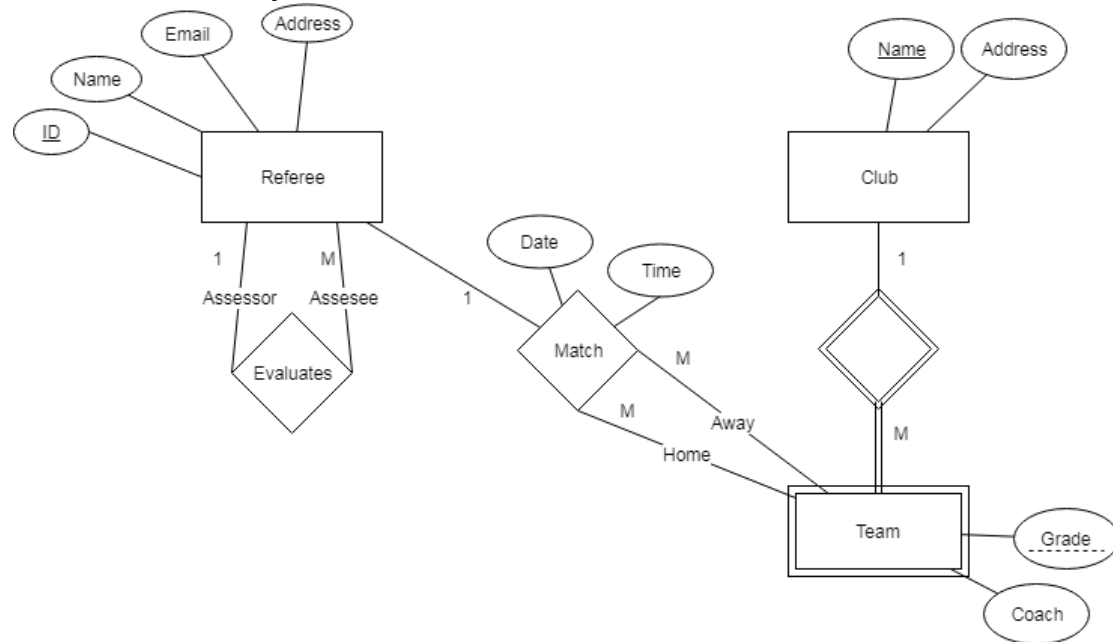 Address
Email
Name
ID
Name
Address
Referee
Club
Date
Time
1
M
1
1
Assessor
Assesee
Match
Evaluates
M
M
Away
Home
M
Team
Grade
Coach